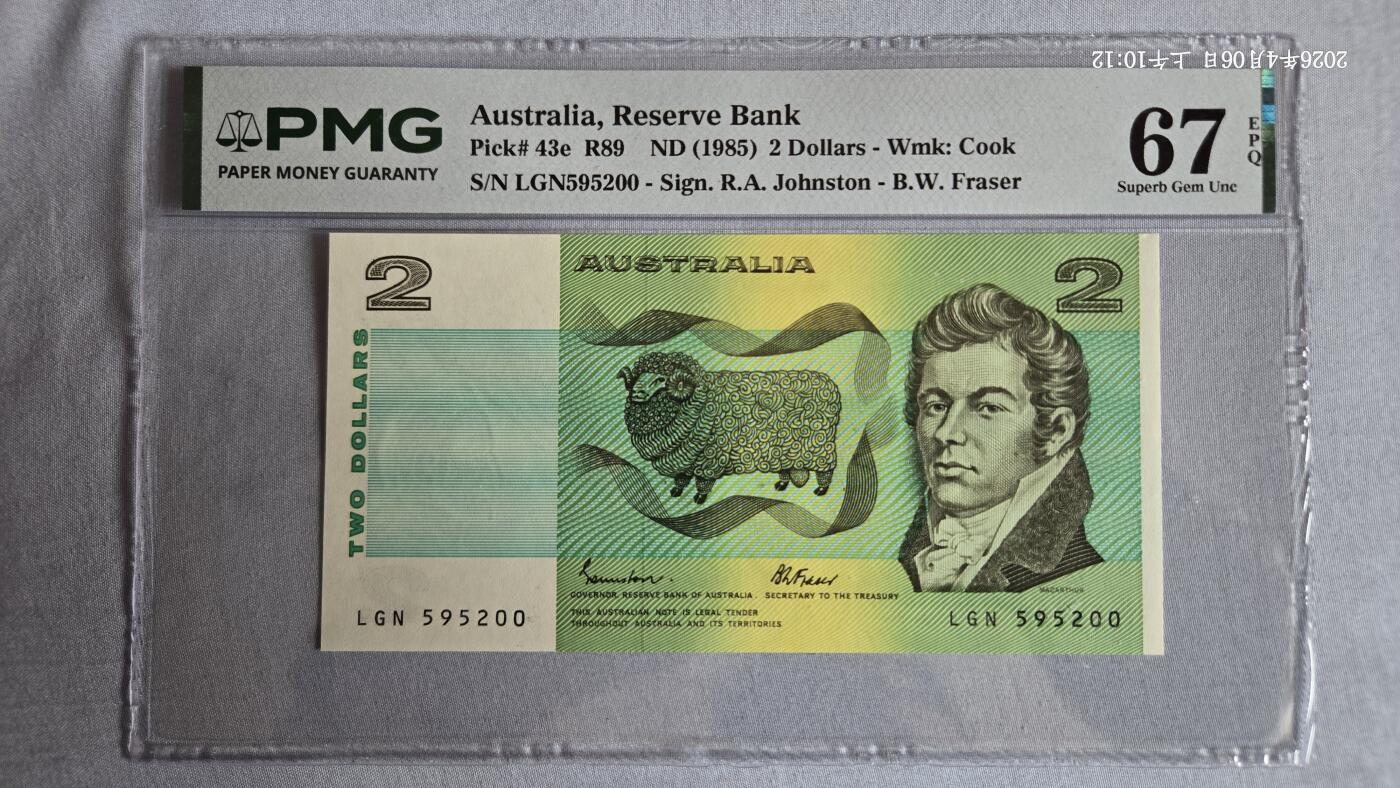 2026年4月06日 上午10:12
PMG
PAPER MONEY GUARANTY
Australia, Reserve Bank
Pick# 43e R89 ND (1985) 2 Dollars - Wmk: Cook
S/N LGN595200 - Sign. R.A. Johnston - B.W. Fraser
67
EPQ
Superb Gem Unc
2
AUSTRALIA
2
TWO DOLLARS
GOVERNOR, RESERVE BANK OF AUSTRALIA. SECRETARY TO THE TREASURY
THIS AUSTRALIAN NOTE IS LEGAL TENDER
THROUGHOUT AUSTRALIA AND ITS TERRITORIES
MACARTHUR
LGN 595200
LGN 595200